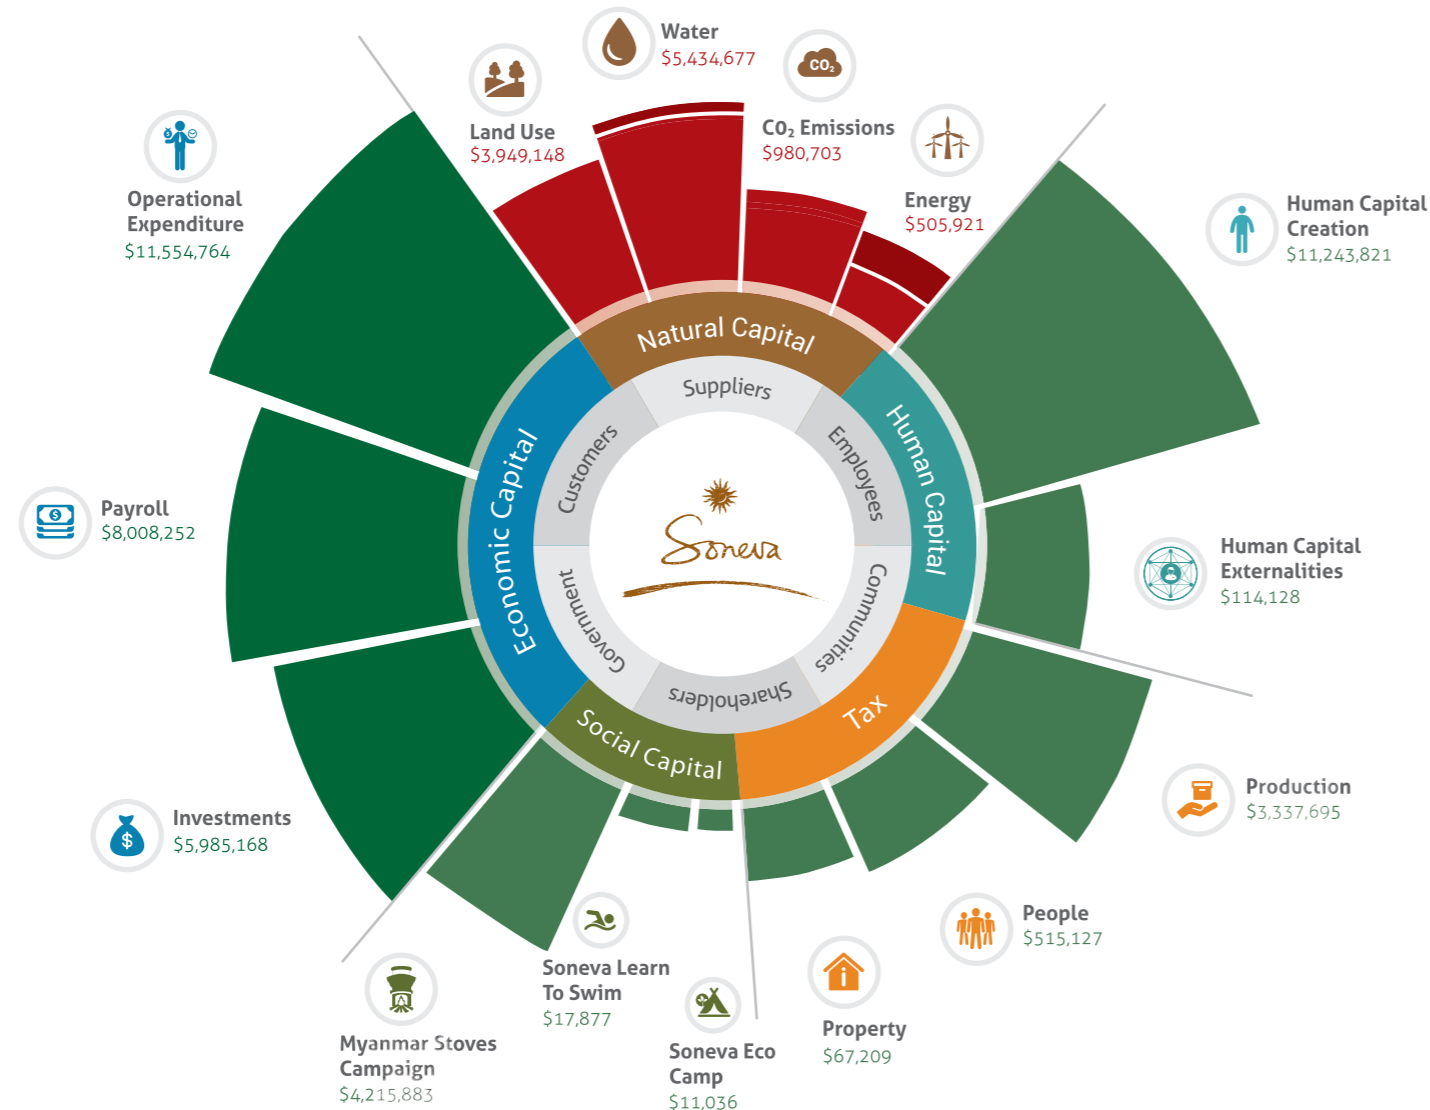 Water
$5,434,677
CO₂
Land Use
$3,949,148
CO₂ Emissions
$980,703
Energy
$505,921
Operational
Expenditure
$11,554,764
Human Capital
Creation
$11,243,821
Natural Capital
Suppliers
Customers
Employees
Human Capital
Economic Capital
Soneva
Government
Communities
Shareholders
Social Capital
Tax
$
Payroll
$8,008,252
Human Capital
Externalities
$114,128
$
Investments
$5,985,168
Production
$3,337,695
People
$515,127
Soneva Learn
To Swim
$17,877
Property
$67,209
Myanmar Stoves
Campaign
$4,215,883
Soneva Eco
Camp
$11,036